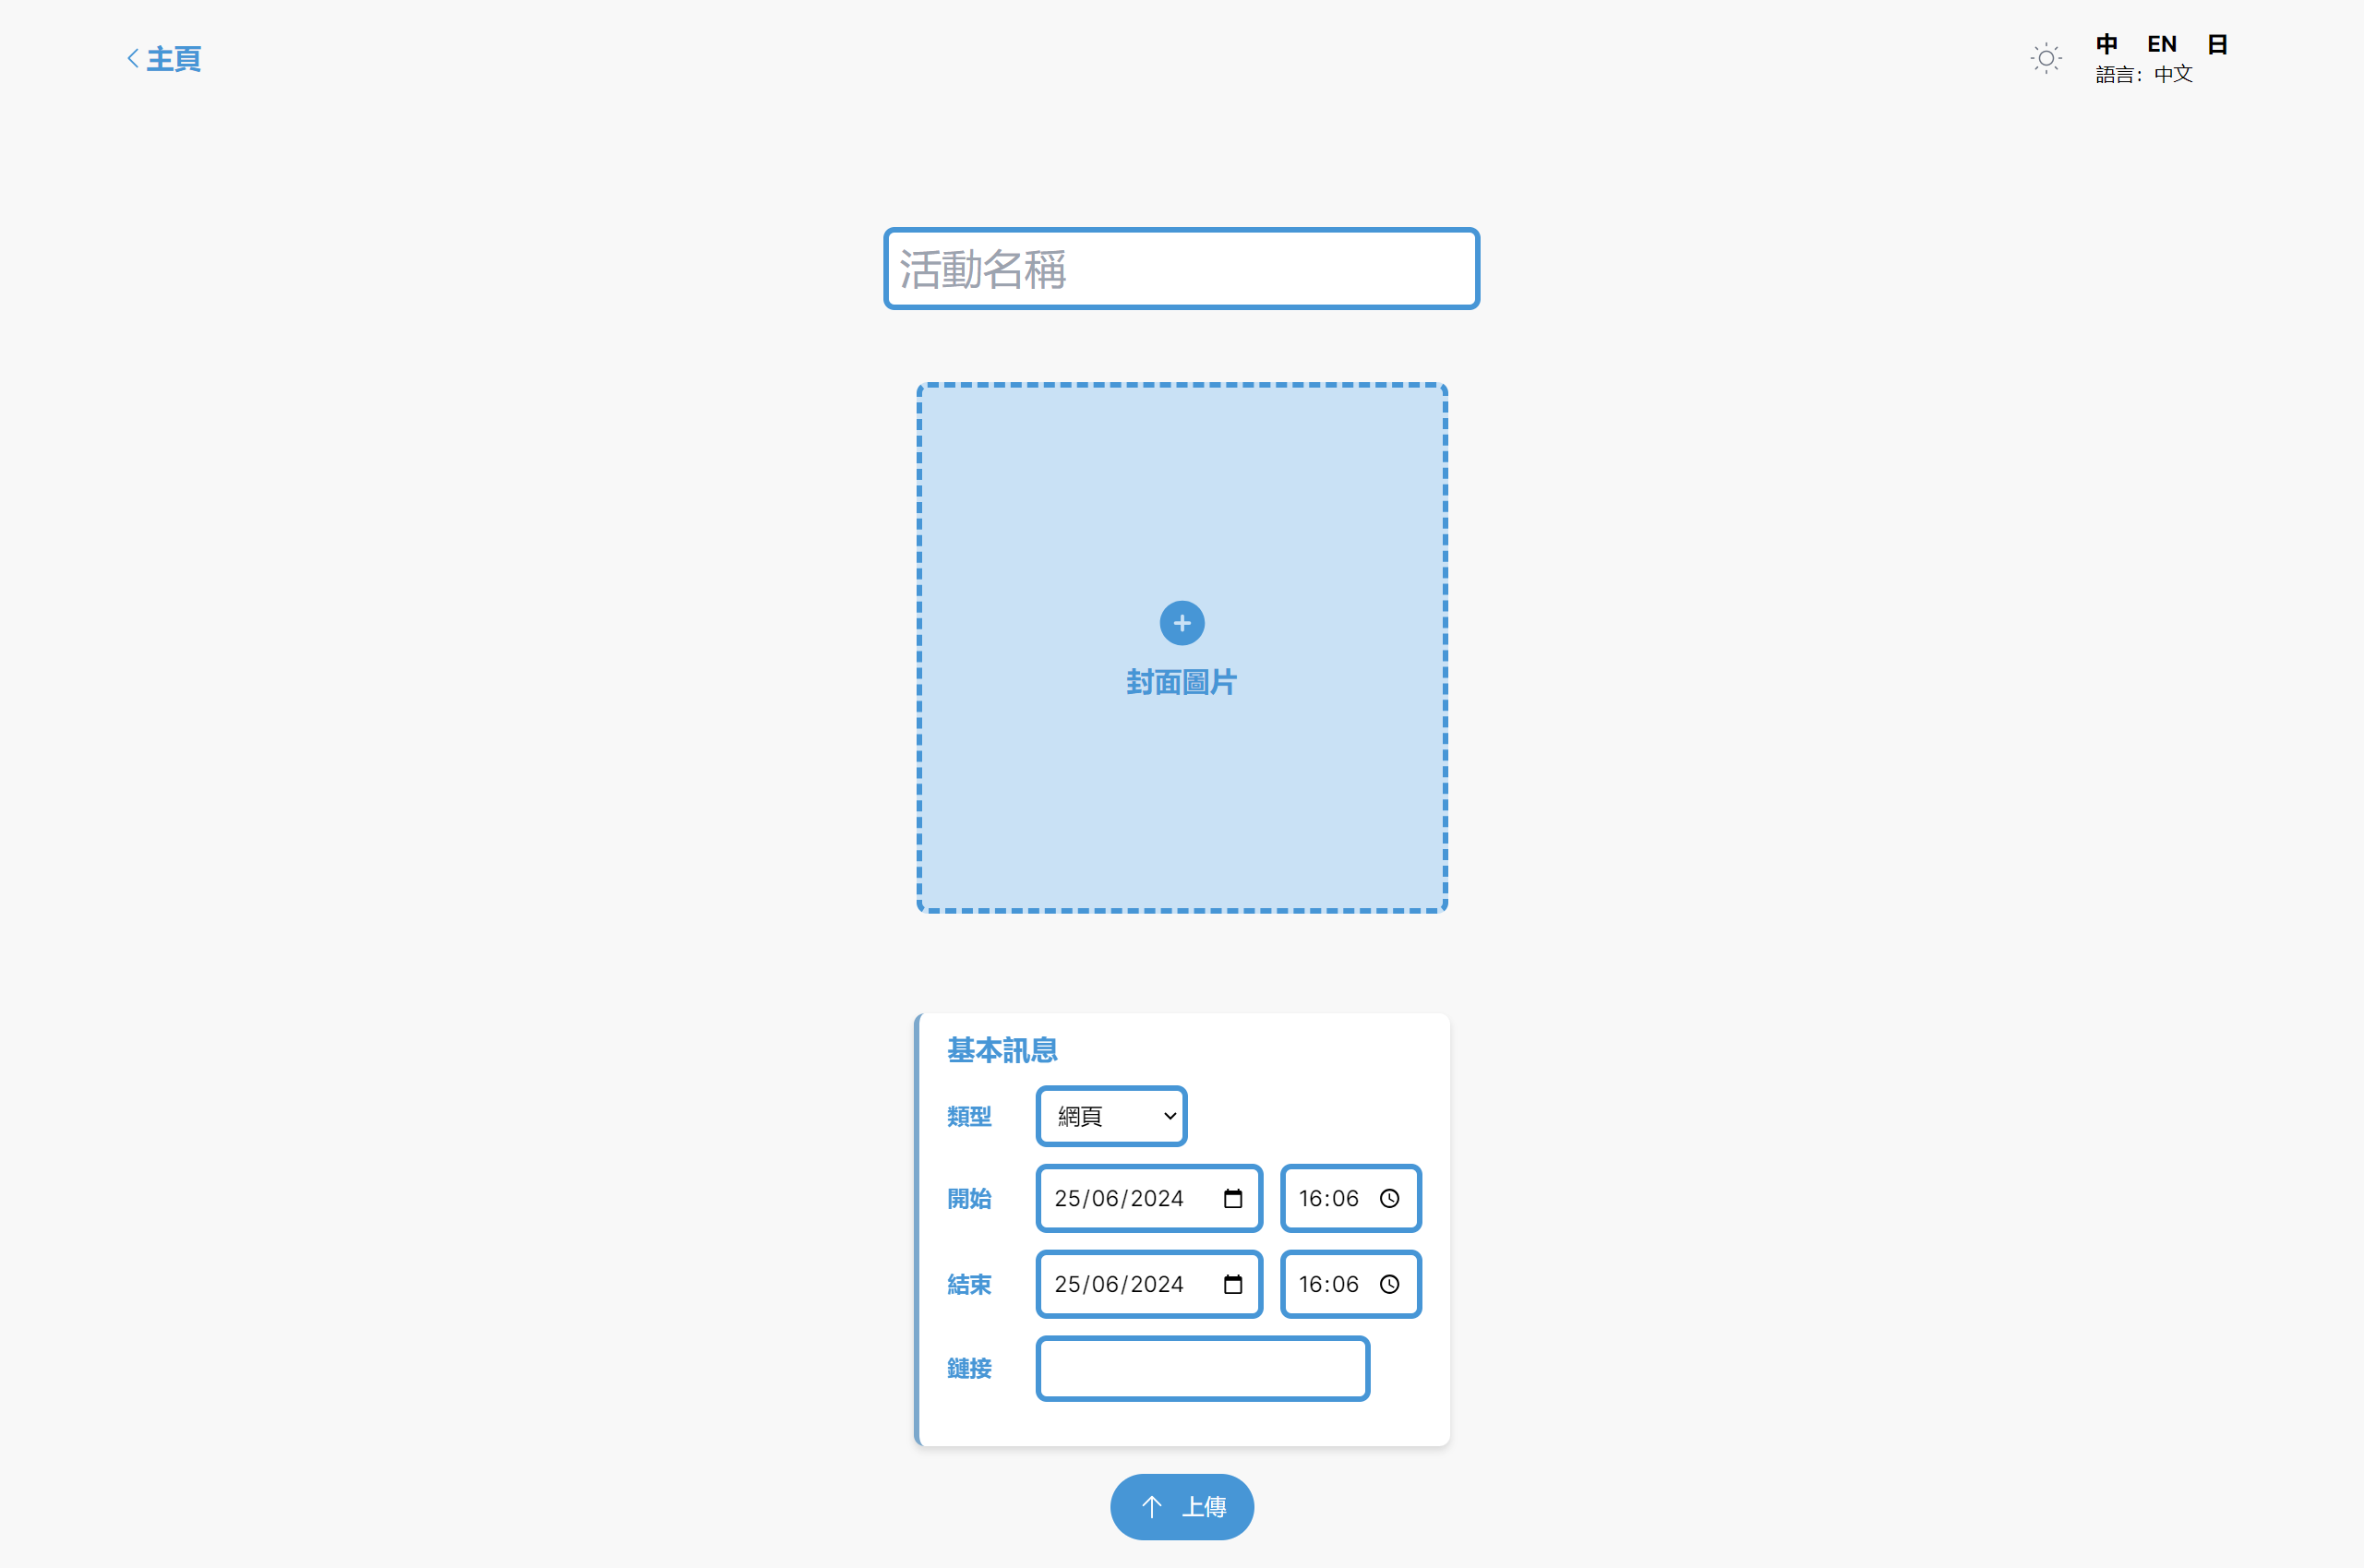 主頁
中 EN 日
語言: 中文
活動名稱
封面圖片
基本訊息
類型 網頁
開始 25/06/2024 16:06
結束 25/06/2024 16:06
鏈接
上傳